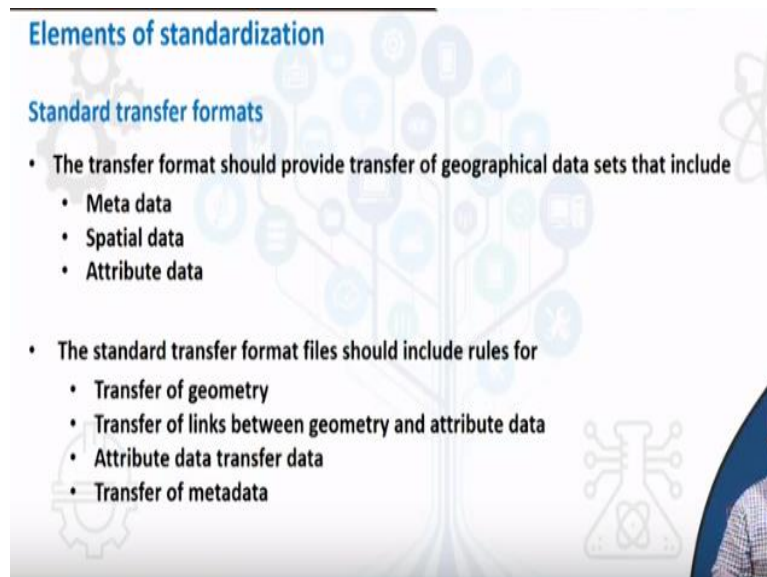 Elements of standardization
Standard transfer formats
• The transfer format should provide transfer of geographical data sets that include
• Meta data
• Spatial data
• Attribute data
• The standard transfer format files should include rules for
• Transfer of geometry
• Transfer of links between geometry and attribute data
• Attribute data transfer data
• Transfer of metadata